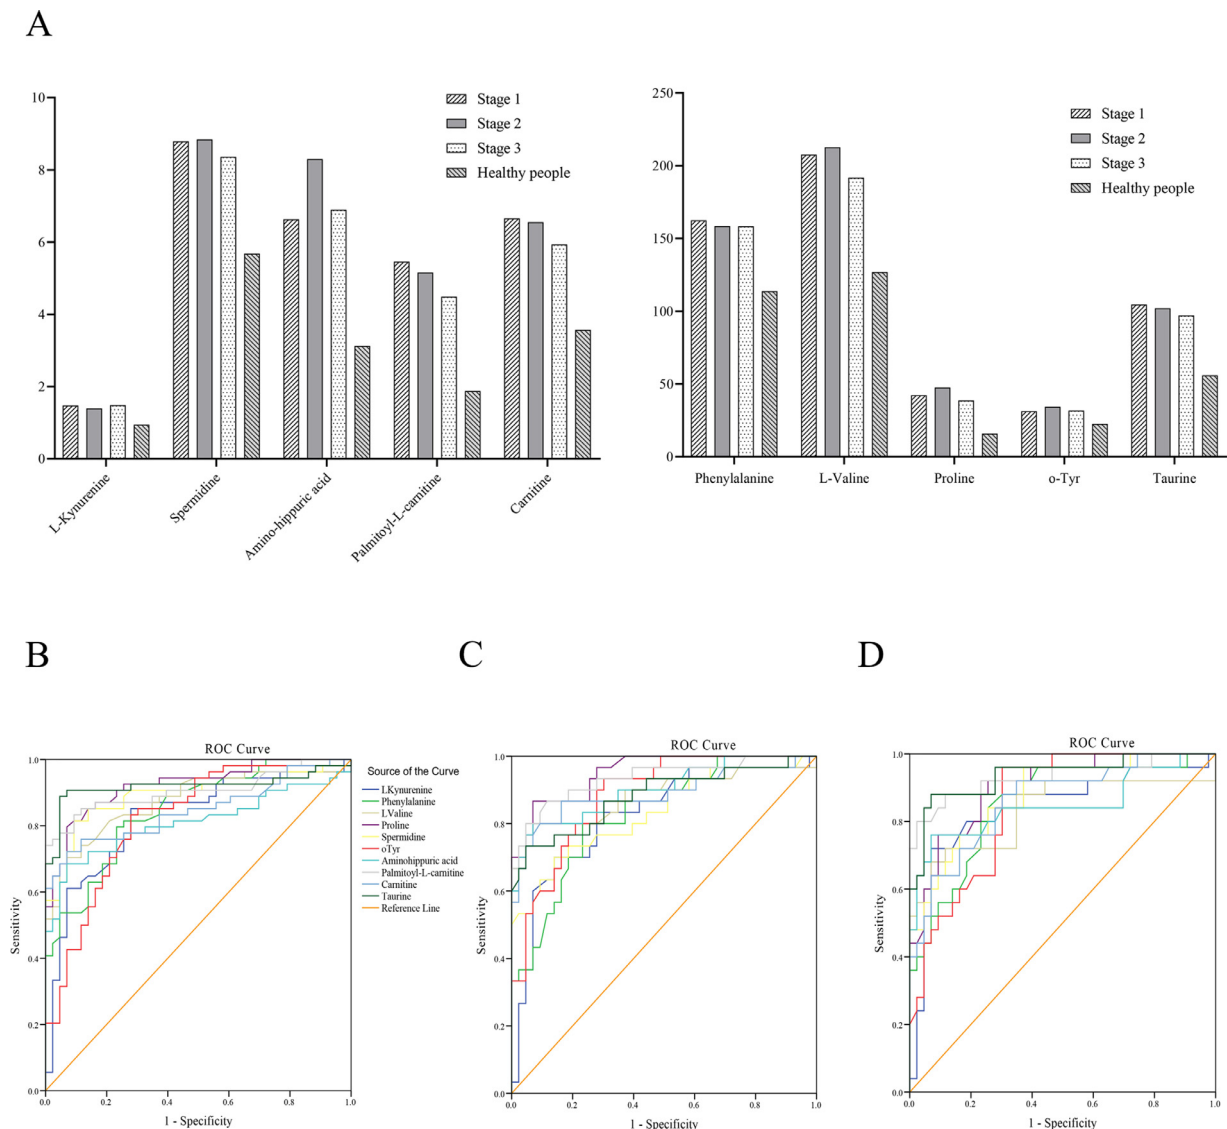 A
10
8
6
4
2
0
Stage 1
Stage 2
Stage 3
Healthy people
L-Kynurenine
Spermidine
Amino-hippuric acid
Palmitoyl-L-carnitine
Carnitine
250
200
150
100
50
0
Stage 1
Stage 2
Stage 3
Healthy people
Phenylalanine
L-Valine
Proline
o-Tyr
Taurine
B
ROC Curve
Sensitivity
1.0
0.8
0.6
0.4
0.2
0.0
0.0 0.2 0.4 0.6 0.8 1.0
1 - Specificity
Source of the Curve
LKynurenine
Phenylalanine
LValine
Proline
Spermidine
oTyr
Aminohippuric acid
Palmitoyl-L-carnitine
Carnitine
Taurine
Reference Line
C
ROC Curve
Sensitivity
1.0
0.8
0.6
0.4
0.2
0.0
0.0 0.2 0.4 0.6 0.8 1.0
1 - Specificity
D
ROC Curve
Sensitivity
1.0
0.8
0.6
0.4
0.2
0.0
0.0 0.2 0.4 0.6 0.8 1.0
1 - Specificity